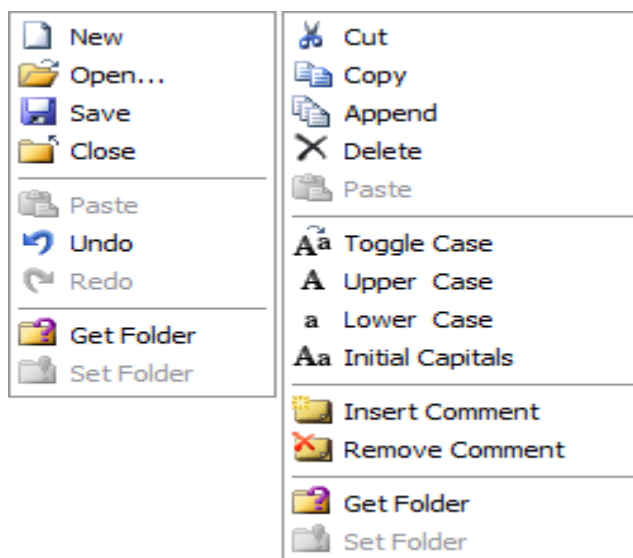 New
Open...
Save
Close
Paste
Undo
Redo
Get Folder
Set Folder
Cut
Copy
Append
Delete
Paste
Toggle Case
Upper  Case
Lower  Case
Initial Capitals
Insert Comment
Remove Comment
Get Folder
Set Folder